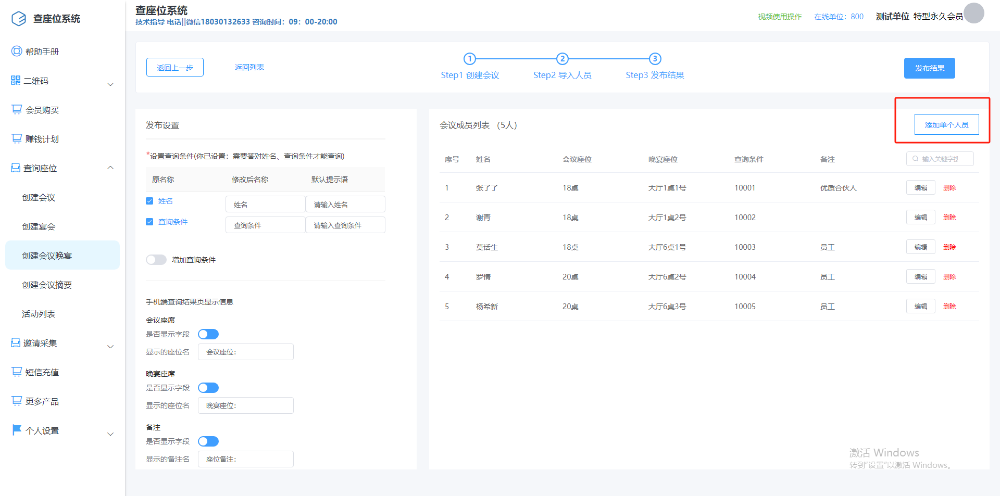 查座位系统
帮助手册
二维码
会员购买
赚钱计划
查询座位
创建会议
创建宴会
创建会议晚宴
创建会议摘要
活动列表
邀请采集
短信充值
更多产品
个人设置
查座位系统
技术指导 电话||微信18030132633 咨询时间：09：00-20:00
视频使用操作 在线单位：800 测试单位 特型永久会员
返回上一步 返回列表
1 2 3
Step1 创建会议 Step2 导入人员 Step3 发布结果
发布结果
发布设置
*设置查询条件(你已设置：需要答对姓名、查询条件才能查询)
原名称 修改后名称 默认提示语
姓名 姓名 请输入姓名
查询条件 查询条件 请输入查询条件
增加查询条件
手机端查询结果页显示信息
会议座席
是否显示字段
显示的座位名 会议座位：
晚宴座席
是否显示字段
显示的座位名 晚宴座位：
备注
是否显示字段
显示的备注名 座位备注：
会议成员列表 （5人） 添加单个人员
序号 姓名 会议座位 晚宴座位 查询条件 备注 输入关键字搜
1 张了了 18桌 大厅1桌1号 10001 优质合伙人 编辑 删除
2 谢青 18桌 大厅1桌2号 10002 编辑 删除
3 莫话生 18桌 大厅6桌1号 10003 员工 编辑 删除
4 罗情 20桌 大厅6桌2号 10004 员工 编辑 删除
5 杨希新 20桌 大厅6桌3号 10005 员工 编辑 删除
激活 Windows
转到"设置"以激活 Windows。